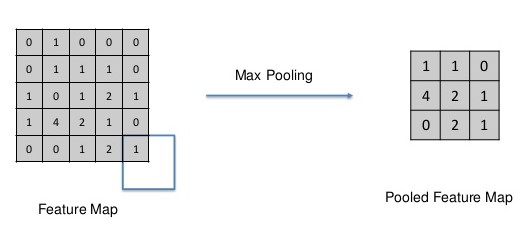 0 1 0 0 0
0 1 1 1 0
1 0 1 2 1
1 4 2 1 0
0 0 1 2 1
Feature Map
Max Pooling
1 1 0
4 2 1
0 2 1
Pooled Feature Map